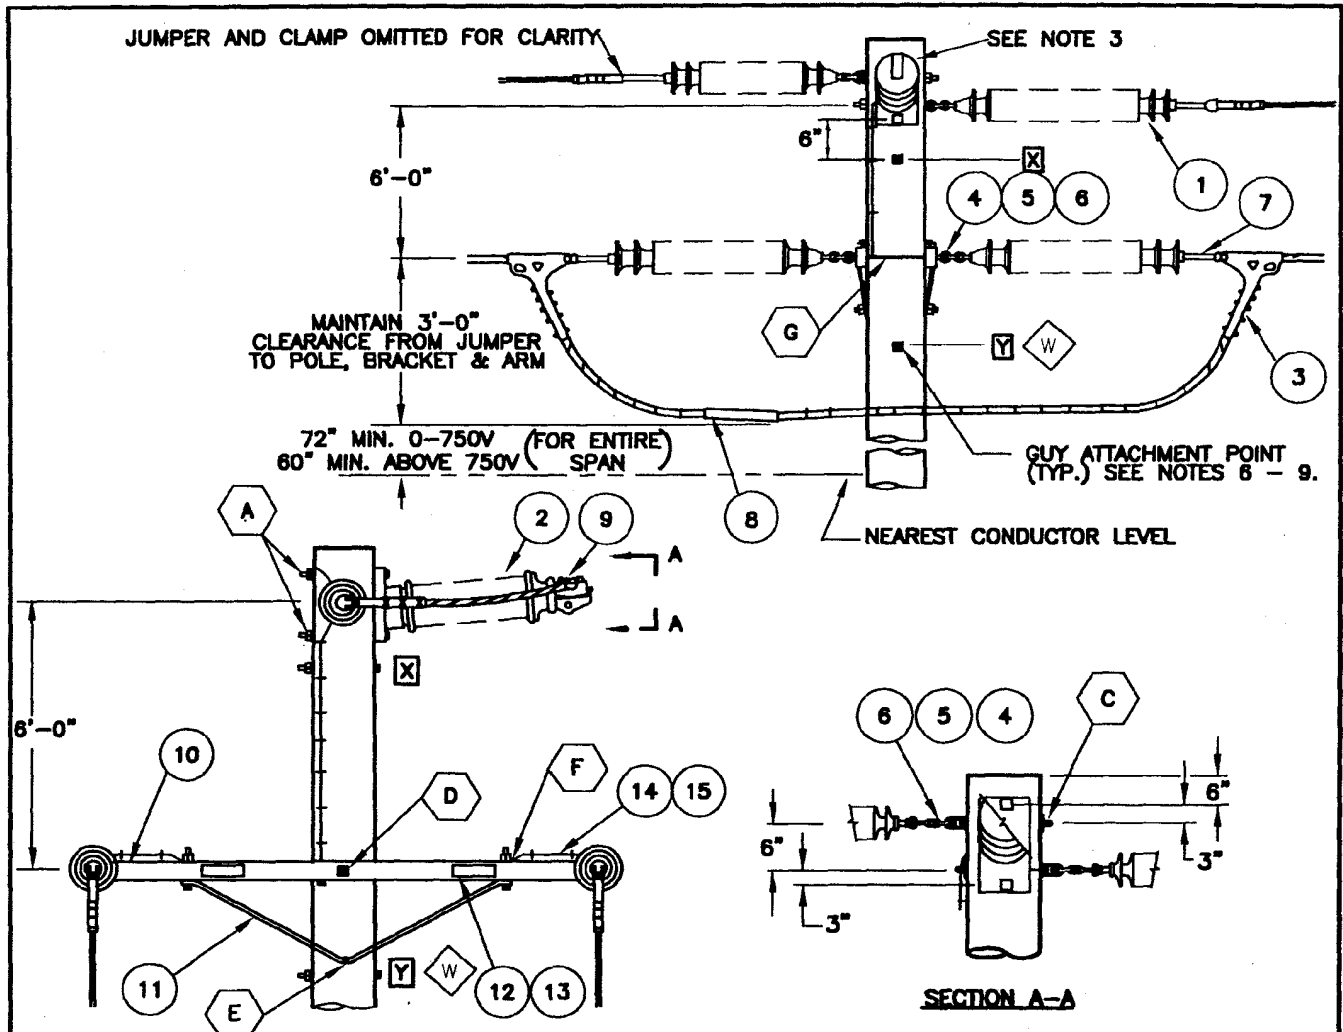 JUMPER AND CLAMP OMITTED FOR CLARITY
SEE NOTE 3
6"
X
6'-0"
1
4 5 6
7
MAINTAIN 3'-0"
CLEARANCE FROM JUMPER
TO POLE, BRACKET & ARM
G
Y W
3
72" MIN. 0-750V (FOR ENTIRE)
60" MIN. ABOVE 750V ( SPAN )
GUY ATTACHMENT POINT
(TYP.) SEE NOTES 6 - 9.
8
NEAREST CONDUCTOR LEVEL
A
2 9
A
A
X
6'-0"
6 5 4
C
10
D
F
14 15
6"
6"
3"
3"
11
E
Y W
12 13
SECTION A-A